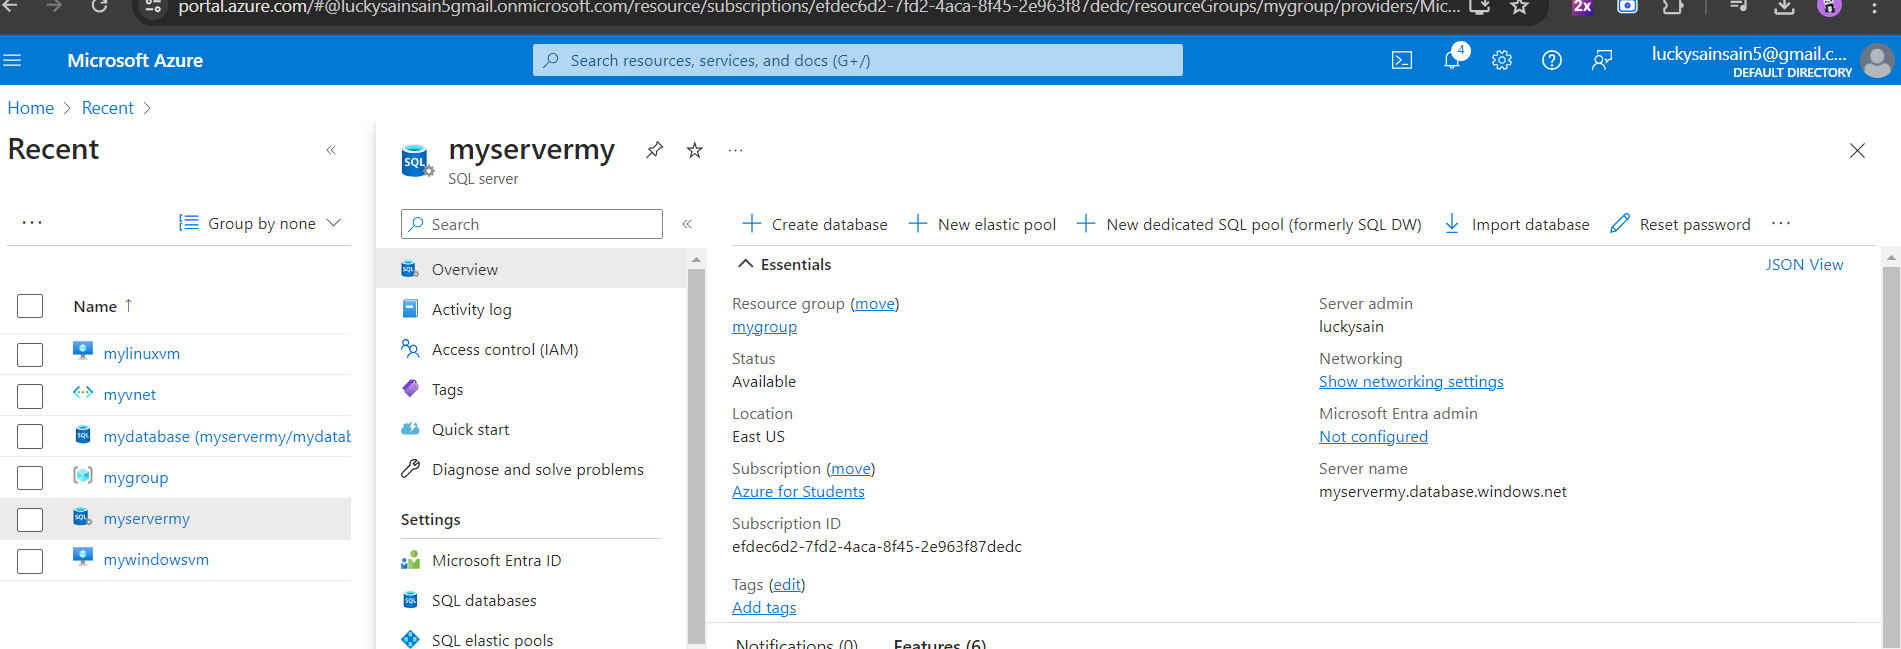 portal.azure.com/#@luckysainsain5gmail.onmicrosoft.com/resource/subscriptions/efdec6d2-7fd2-4aca-8f45-2e963f87dedc/resourceGroups/mygroup/providers/Mic...
2x
Microsoft Azure
Search resources, services, and docs (G+/)
4
luckysainsain5@gmail.c...
DEFAULT DIRECTORY
Home > Recent >
Recent
«
... Group by none
Name ↑
mylinuxvm
myvnet
mydatabase (myservermy/mydatab
mygroup
myservermy
mywindowsvm
SQL
myservermy
...
SQL server
Search
«
Overview
Activity log
Access control (IAM)
Tags
Quick start
Diagnose and solve problems
Settings
Microsoft Entra ID
SQL databases
SQL elastic pools
+ Create database + New elastic pool + New dedicated SQL pool (formerly SQL DW) Import database Reset password ...
Essentials
JSON View
Resource group (move)
mygroup
Status
Available
Location
East US
Subscription (move)
Azure for Students
Subscription ID
efdec6d2-7fd2-4aca-8f45-2e963f87dedc
Tags (edit)
Add tags
Server admin
luckysain
Networking
Show networking settings
Microsoft Entra admin
Not configured
Server name
myservermy.database.windows.net
Notifications (0) Features (6)